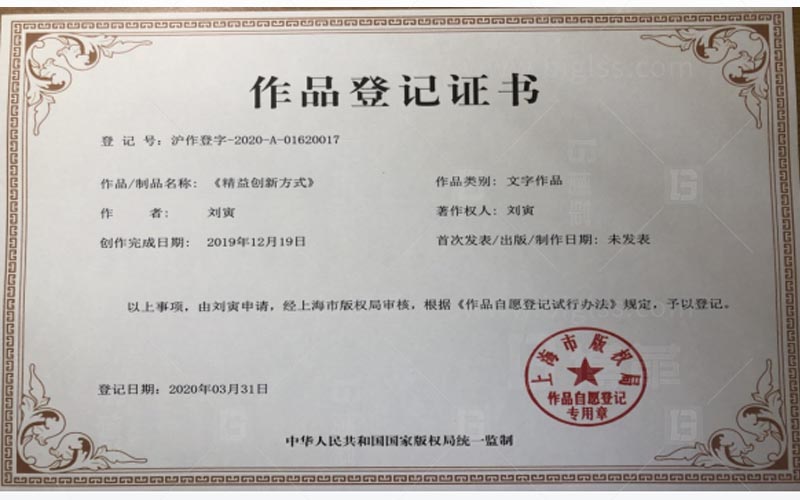 作品登记证书
登 记 号：沪作登字-2020-A-01620017
作品/制品名称：《精益创新方式》
作品类别：文字作品
作 者： 刘寅
著作权人：刘寅
创作完成日期： 2019年12月19日
首次发表/出版/制作日期：未发表
以上事项，由刘寅申请，经上海市版权局审核，根据《作品自愿登记试行办法》规定，予以登记。
登记日期：2020年03月31日
上海市版权局
作品自愿登记
专用章
中华人民共和国国家版权局统一监制